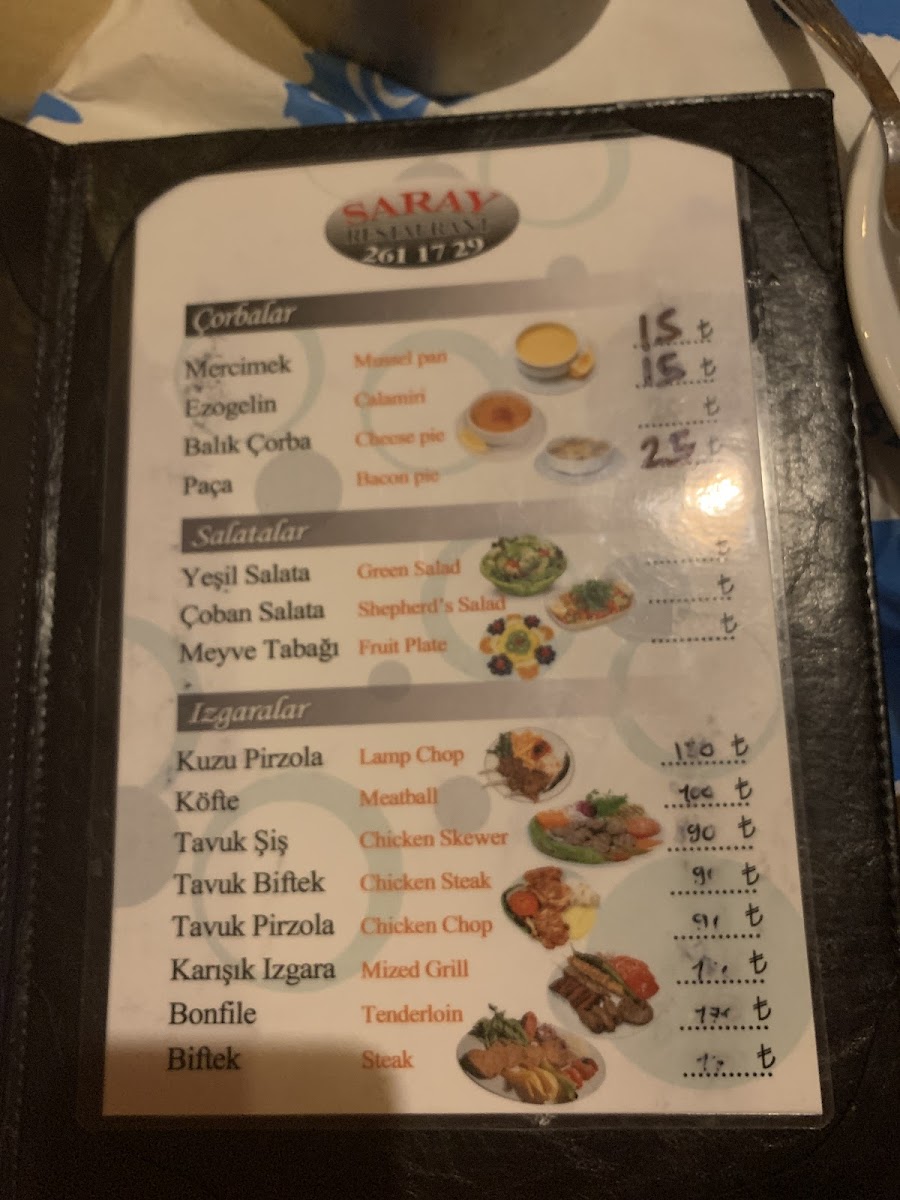 SARAY
RESTAURANT
261 17 29
Çorbalar
Mercimek Mussel pan 15 ₺
Ezogelin Calamiri 15 ₺
Balık Çorba Cheese pie ₺
Paça Bacon pie 25 ₺
Salatalar
Yeşil Salata Green Salad ₺
Çoban Salata Shepherd's Salad ₺
Meyve Tabağı Fruit Plate ₺
Izgaralar
Kuzu Pirzola Lamp Chop ₺
Köfte Meatball 100 ₺
Tavuk Şiş Chicken Skewer 90 ₺
Tavuk Biftek Chicken Steak ₺
Tavuk Pirzola Chicken Chop ₺
Karışık Izgara Mized Grill ₺
Bonfile Tenderloin ₺
Biftek Steak ₺